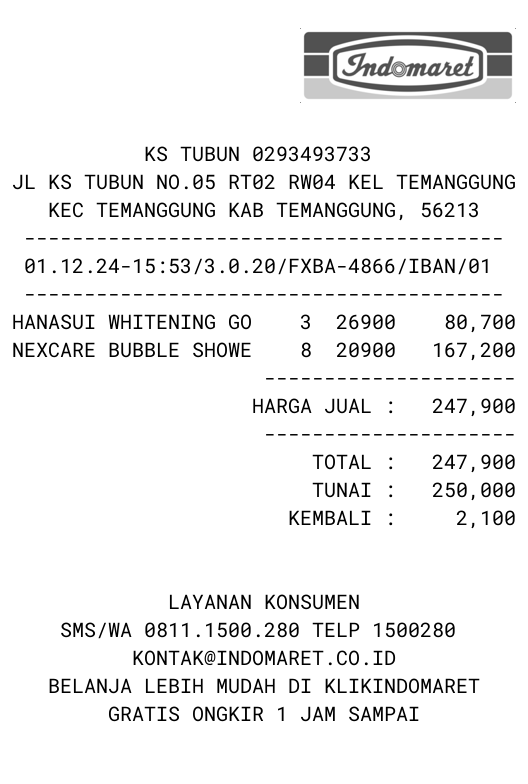 Indomaret
KS TUBUN 0293493733
JL KS TUBUN NO.05 RT02 RW04 KEL TEMANGGUNG
KEC TEMANGGUNG KAB TEMANGGUNG, 56213
----------------------------------------
01.12.24-15:53/3.0.20/FXBA-4866/IBAN/01
----------------------------------------
HANASUI WHITENING GO 3 26900 80,700
NEXCARE BUBBLE SHOWE 8 20900 167,200
---------------------
HARGA JUAL : 247,900
---------------------
TOTAL : 247,900
TUNAI : 250,000
KEMBALI : 2,100
LAYANAN KONSUMEN
SMS/WA 0811.1500.280 TELP 1500280
KONTAK@INDOMARET.CO.ID
BELANJA LEBIH MUDAH DI KLIKINDOMARET
GRATIS ONGKIR 1 JAM SAMPAI